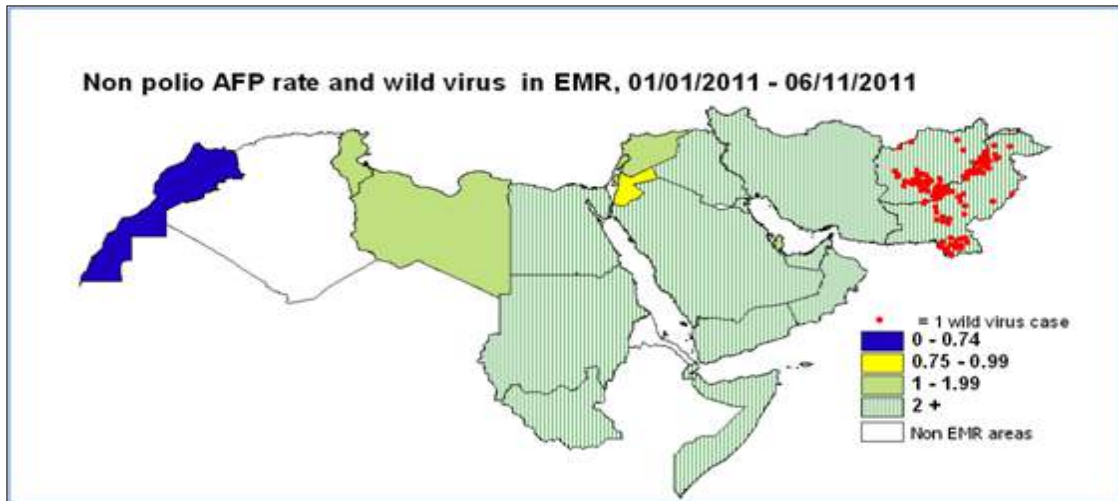 Non polio AFP rate and wild virus in EMR, 01/01/2011 - 06/11/2011
= 1 wild virus case
0 - 0.74
0.75 - 0.99
1 - 1.99
2 +
Non EMR areas